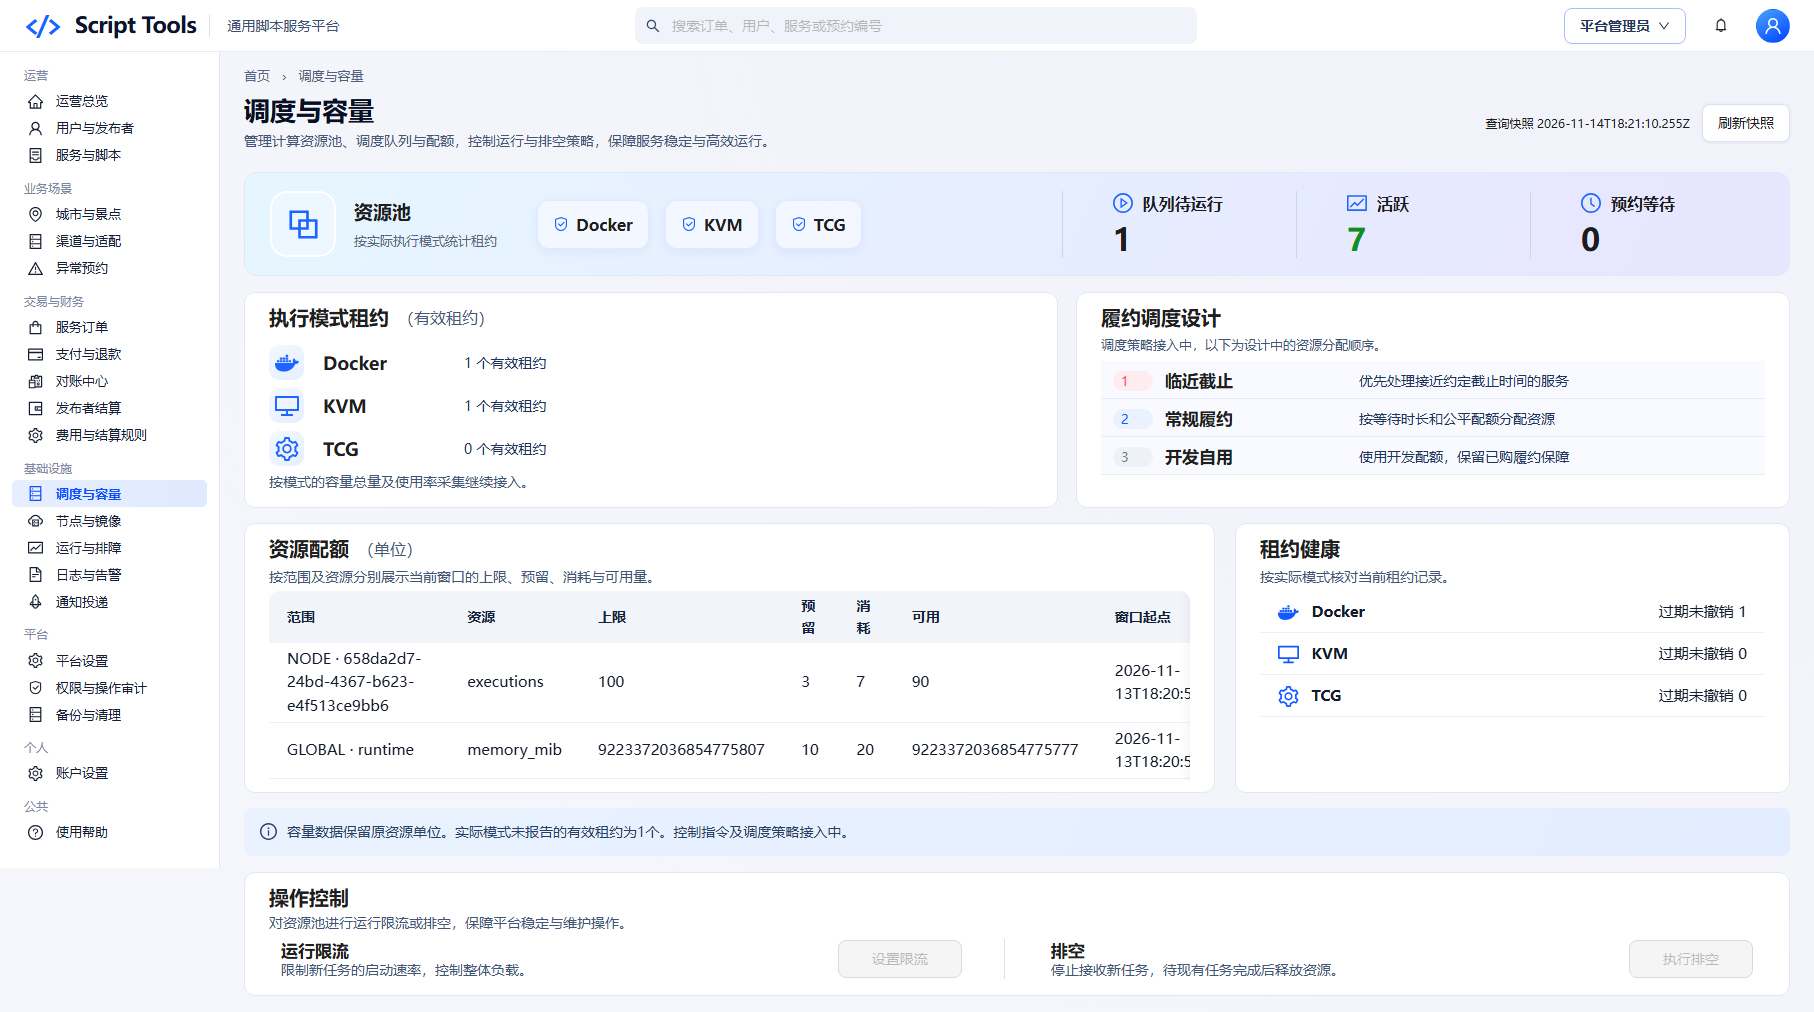 Script Tools
通用脚本服务平台
搜索订单、用户、服务或预约编号
平台管理员
运营
运营总览
用户与发布者
服务与脚本
业务场景
城市与景点
渠道与适配
异常预约
交易与财务
服务订单
支付与退款
对账中心
发布者结算
费用与结算规则
基础设施
调度与容量
节点与镜像
运行与排障
日志与告警
通知投递
平台
平台设置
权限与操作审计
备份与清理
个人
账户设置
公共
使用帮助
首页 › 调度与容量
调度与容量
管理计算资源池、调度队列与配额，控制运行与排空策略，保障服务稳定与高效运行。
查询快照 2026-11-14T18:21:10.255Z
刷新快照
资源池
按实际执行模式统计租约
Docker
KVM
TCG
队列待运行
1
活跃
7
预约等待
0
执行模式租约 （有效租约）
Docker 1 个有效租约
KVM 1 个有效租约
TCG 0 个有效租约
按模式的容量总量及使用率采集继续接入。
履约调度设计
调度策略接入中，以下为设计中的资源分配顺序。
1 临近截止 优先处理接近约定截止时间的服务
2 常规履约 按等待时长和公平配额分配资源
3 开发自用 使用开发配额，保留已购履约保障
资源配额 （单位）
按范围及资源分别展示当前窗口的上限、预留、消耗与可用量。
范围 资源 上限 预留 消耗 可用 窗口起点
NODE · 658da2d7-24bd-4367-b623-e4f513ce9bb6 executions 100 3 7 90 2026-11-13T18:20:5
GLOBAL · runtime memory_mib 9223372036854775807 10 20 9223372036854775777 2026-11-13T18:20:5
租约健康
按实际模式核对当前租约记录。
Docker 过期未撤销 1
KVM 过期未撤销 0
TCG 过期未撤销 0
容量数据保留原资源单位。实际模式未报告的有效租约为1个。控制指令及调度策略接入中。
操作控制
对资源池进行运行限流或排空，保障平台稳定与维护操作。
运行限流
限制新任务的启动速率，控制整体负载。
设置限流
排空
停止接收新任务，待现有任务完成后释放资源。
执行排空